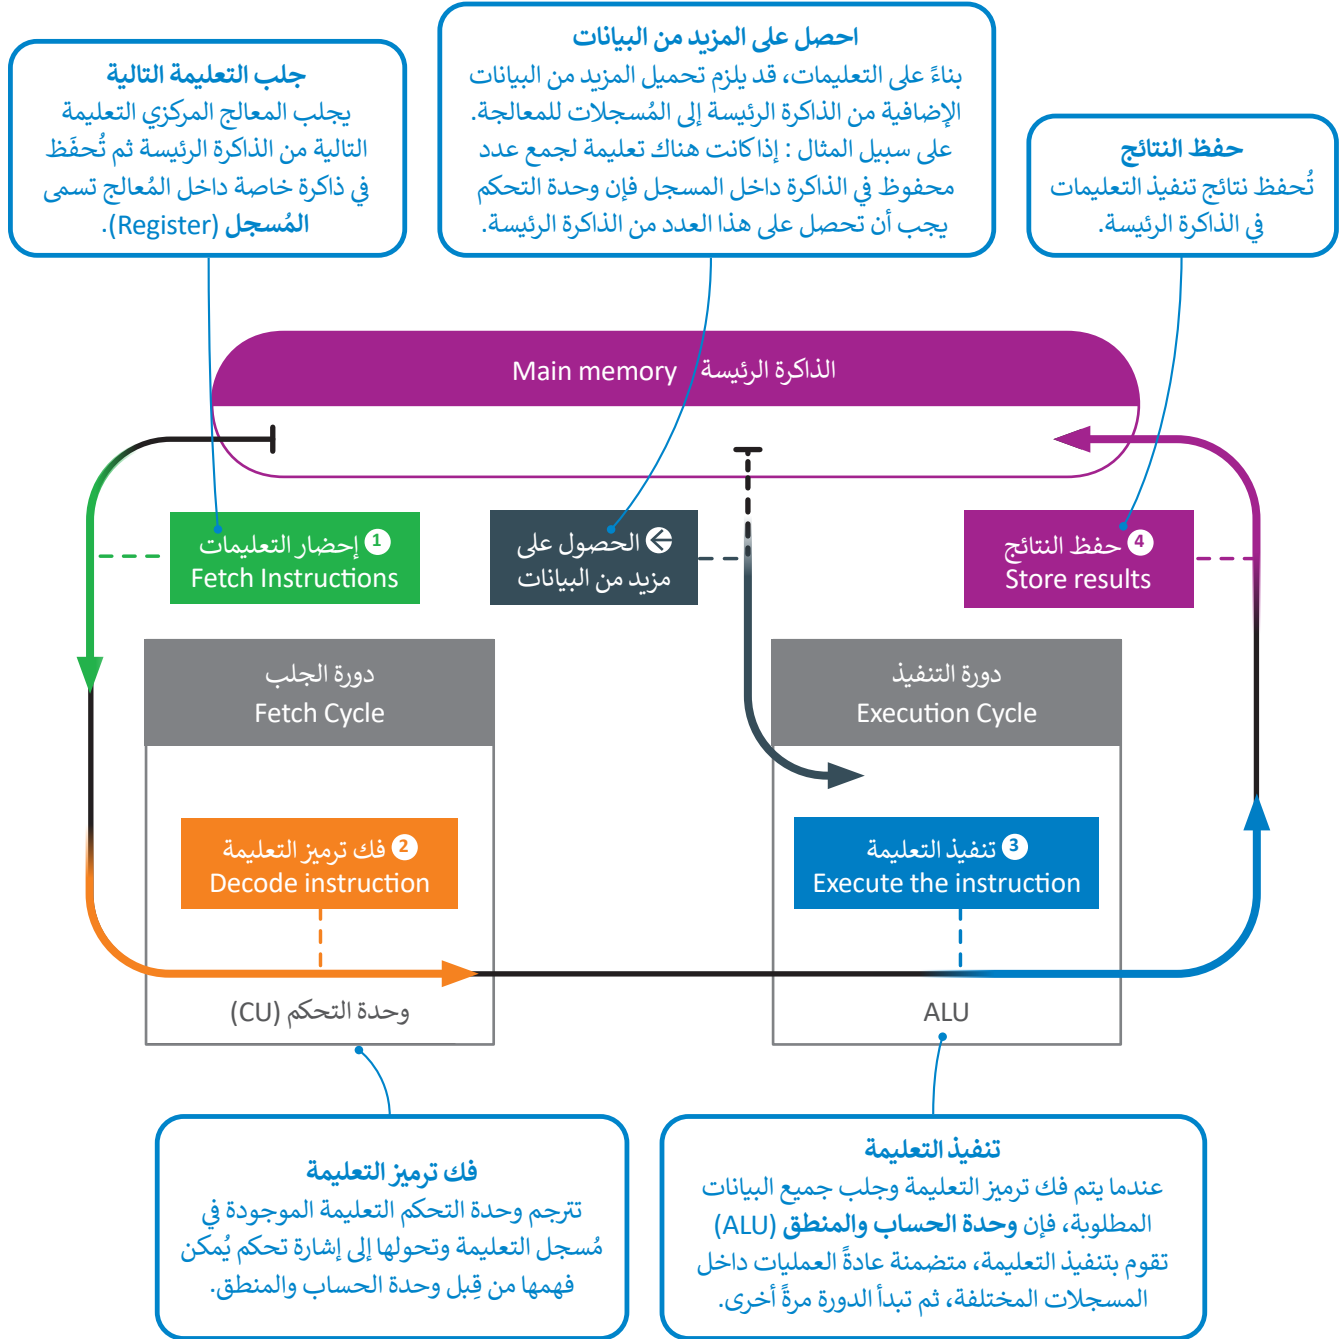 جلب التعليمة التالية
يجلب المعالج المركزي التعليمة
التالية من الذاكرة الرئيسة ثم تُحفَظ
في ذاكرة خاصة داخل المُعالج تسمى
المُسجل (Register).
احصل على المزيد من البيانات
بناءً على التعليمات، قد يلزم تحميل المزيد من البيانات
الإضافية من الذاكرة الرئيسة إلى المُسجلات للمعالجة.
على سبيل المثال : إذا كانت هناك تعليمة لجمع عدد
محفوظ في الذاكرة داخل المسجل فإن وحدة التحكم
يجب أن تحصل على هذا العدد من الذاكرة الرئيسة.
حفظ النتائج
تُحفظ نتائج تنفيذ التعليمات
في الذاكرة الرئيسة.
الذاكرة الرئيسة Main memory
1 إحضار التعليمات
Fetch Instructions
الحصول على
مزيد من البيانات
4 حفظ النتائج
Store results
دورة الجلب
Fetch Cycle
دورة التنفيذ
Execution Cycle
2 فك ترميز التعليمة
Decode instruction
3 تنفيذ التعليمة
Execute the instruction
وحدة التحكم (CU)
ALU
فك ترميز التعليمة
تترجم وحدة التحكم التعليمة الموجودة في
مُسجل التعليمة وتحولها إلى إشارة تحكم يُمكن
فهمها من قِبل وحدة الحساب والمنطق.
تنفيذ التعليمة
عندما يتم فك ترميز التعليمة وجلب جميع البيانات
المطلوبة، فإن وحدة الحساب والمنطق (ALU)
تقوم بتنفيذ التعليمة، متضمنة عادةً العمليات داخل
المسجلات المختلفة، ثم تبدأ الدورة مرةً أخرى.